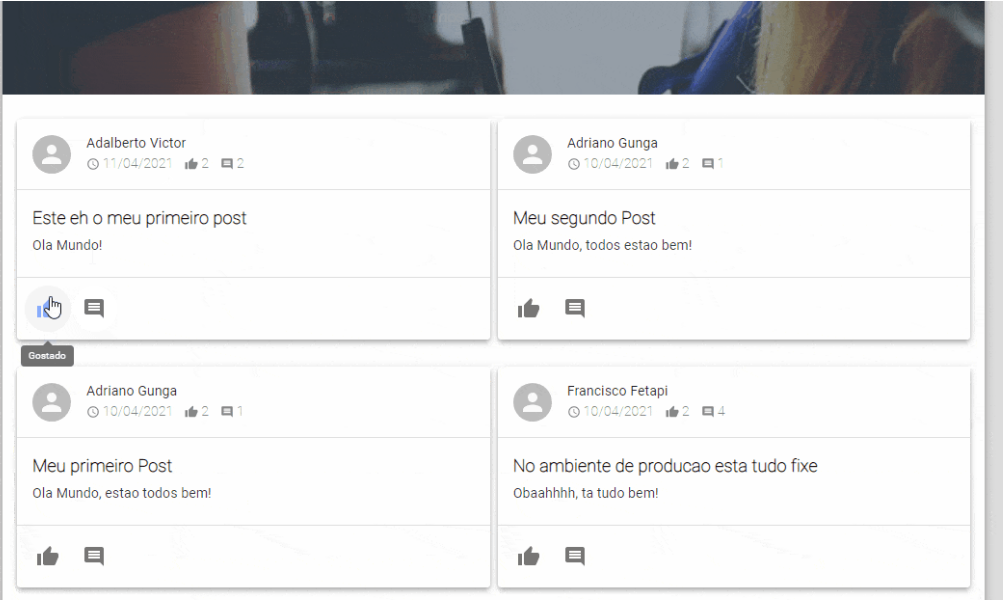 Adalberto Victor
11/04/2021 2 2
Este eh o meu primeiro post
Ola Mundo!
Gostado
Adriano Gunga
10/04/2021 2 1
Meu segundo Post
Ola Mundo, todos estao bem!
Adriano Gunga
10/04/2021 2 1
Meu primeiro Post
Ola Mundo, estao todos bem!
Francisco Fetapi
10/04/2021 2 4
No ambiente de producao esta tudo fixe
Obaahhhh, ta tudo bem!